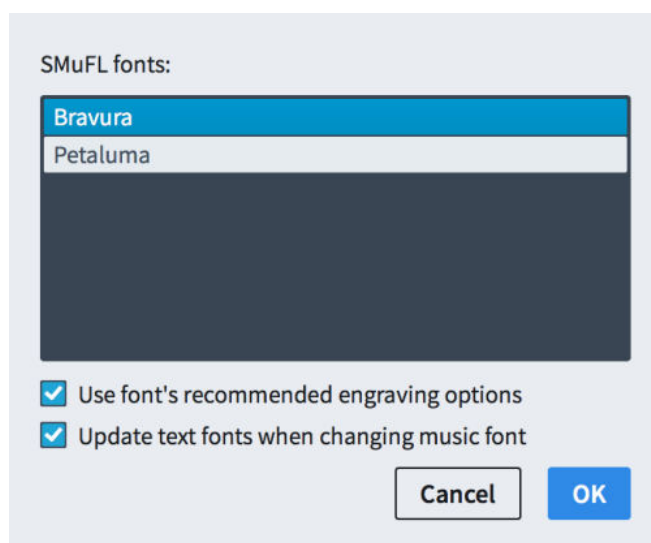 SMuFL fonts:
Bravura
Petaluma
Use font's recommended engraving options
Update text fonts when changing music font
Cancel OK